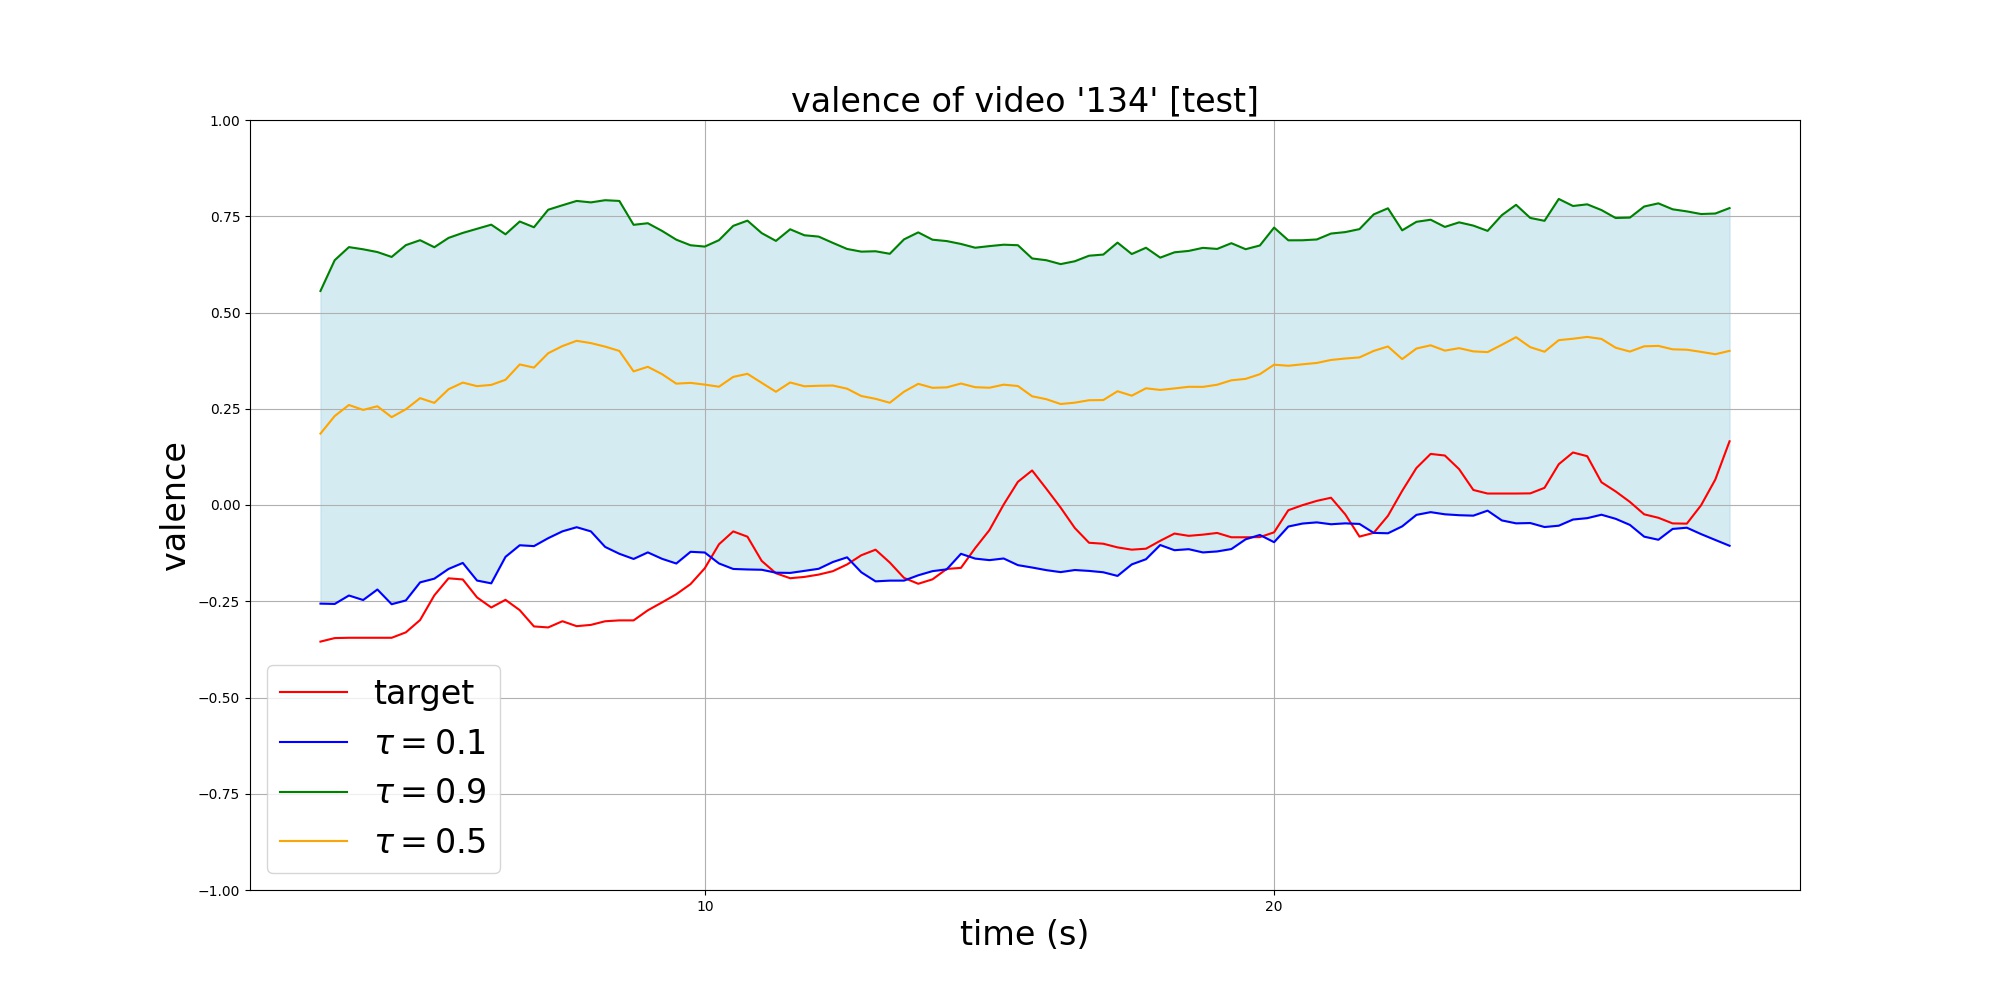 valence of video '134' [test]
1.00
0.75
0.50
0.25
0.00
−0.25
−0.50
−0.75
−1.00
valence
target
τ = 0.1
τ = 0.9
τ = 0.5
10 20
time (s)